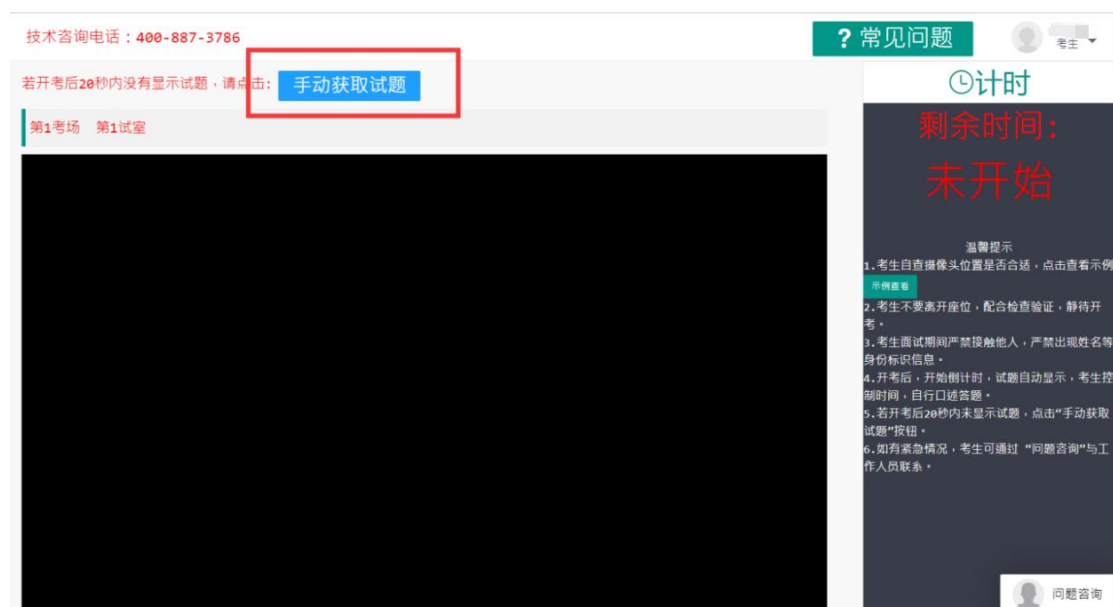 技术咨询电话：400-887-3786
? 常见问题
考生
若开考后20秒内没有显示试题，请点击：
手动获取试题
第1考场 第1试室
计时
剩余时间：
未开始
温馨提示
1.考生自查摄像头位置是否合适，点击查看示例
示例查看
2.考生不要离开座位，配合检查验证，静待开
考。
3.考生面试期间严禁接触他人，严禁出现姓名等
身份标识信息。
4.开考后，开始倒计时，试题自动显示，考生控
制时间，自行口述答题。
5.若开考后20秒内未显示试题，点击“手动获取
试题”按钮。
6.如有紧急情况，考生可通过 “问题咨询”与工
作人员联系。
问题咨询